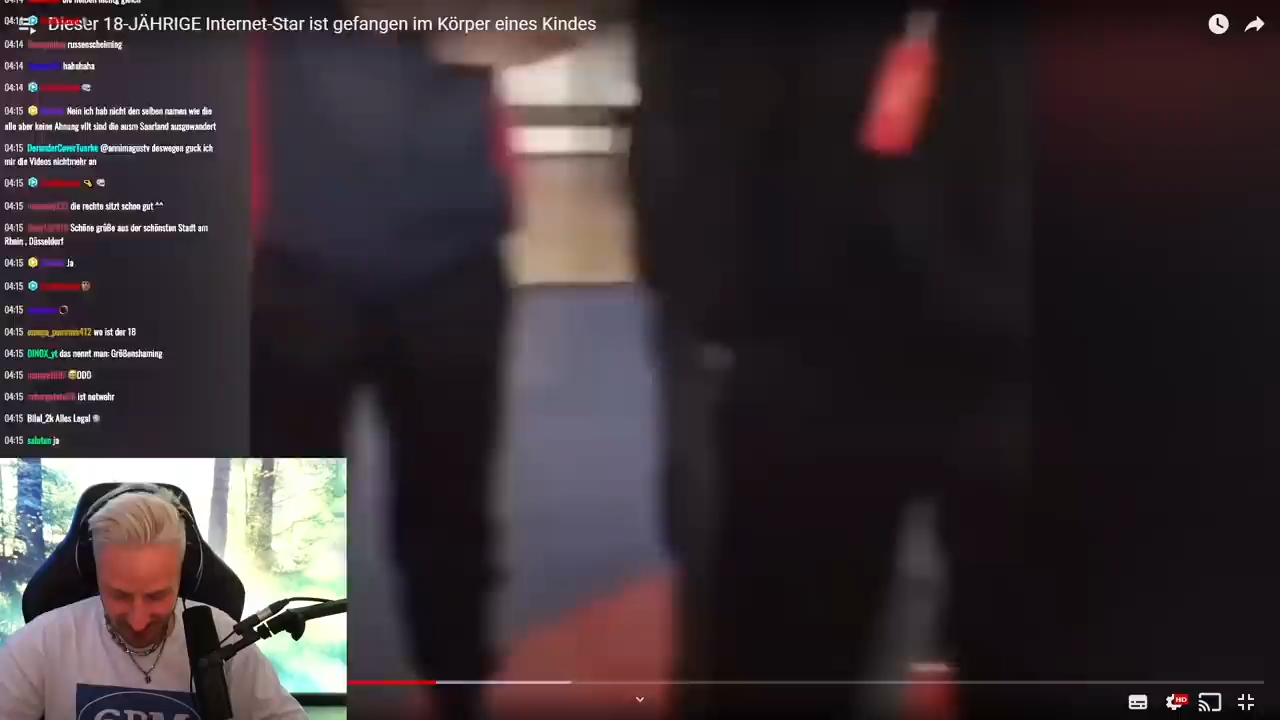 Dieser 18-JÄHRIGE Internet-Star ist gefangen im Körper eines Kindes
04:14
04:14 russenscheiming
04:14 hahuhaha
04:14
04:15 Nein ich hab nicht den selben namen wie die
alle aber keine Ahnung vllt sind die ausm Saarland ausgewandert
04:15 DerunderCoverTuerke @annimagustv deswegen guck ich
mir die Videos nichtmehr an
04:15
04:15 die rechte sitzt schon gut ^^
04:15 Schöne grüße aus der schönsten Stadt am
Rhein , Düsseldorf
04:15 Ja
04:15
04:15
04:15 wo ist der 18
04:15 DINOX_yt das nennt man: Größenshaming
04:15 DDD
04:15 ist notwehr
04:15 Bilal_2k Alles Legal
04:15 salutun ja
HD
GPM